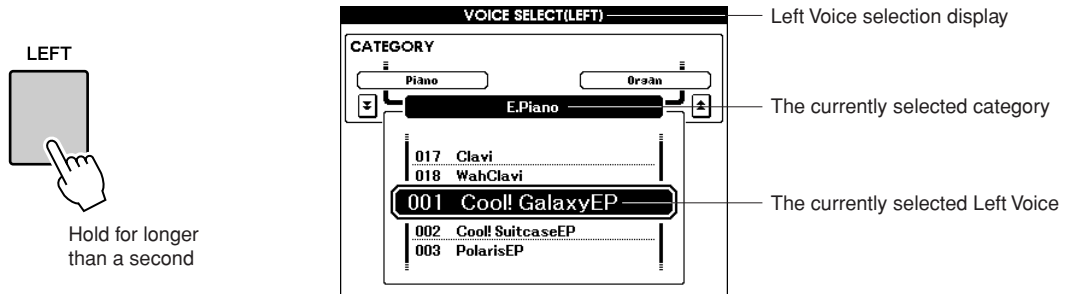 VOICE SELECT(LEFT)
Left Voice selection display
LEFT
CATEGORY
Piano
Organ
E.Piano
The currently selected category
017 Clavi
018 WahClavi
001 Cool! GalaxyEP
The currently selected Left Voice
002 Cool! SuitcaseEP
003 PolarisEP
Hold for longer
than a second